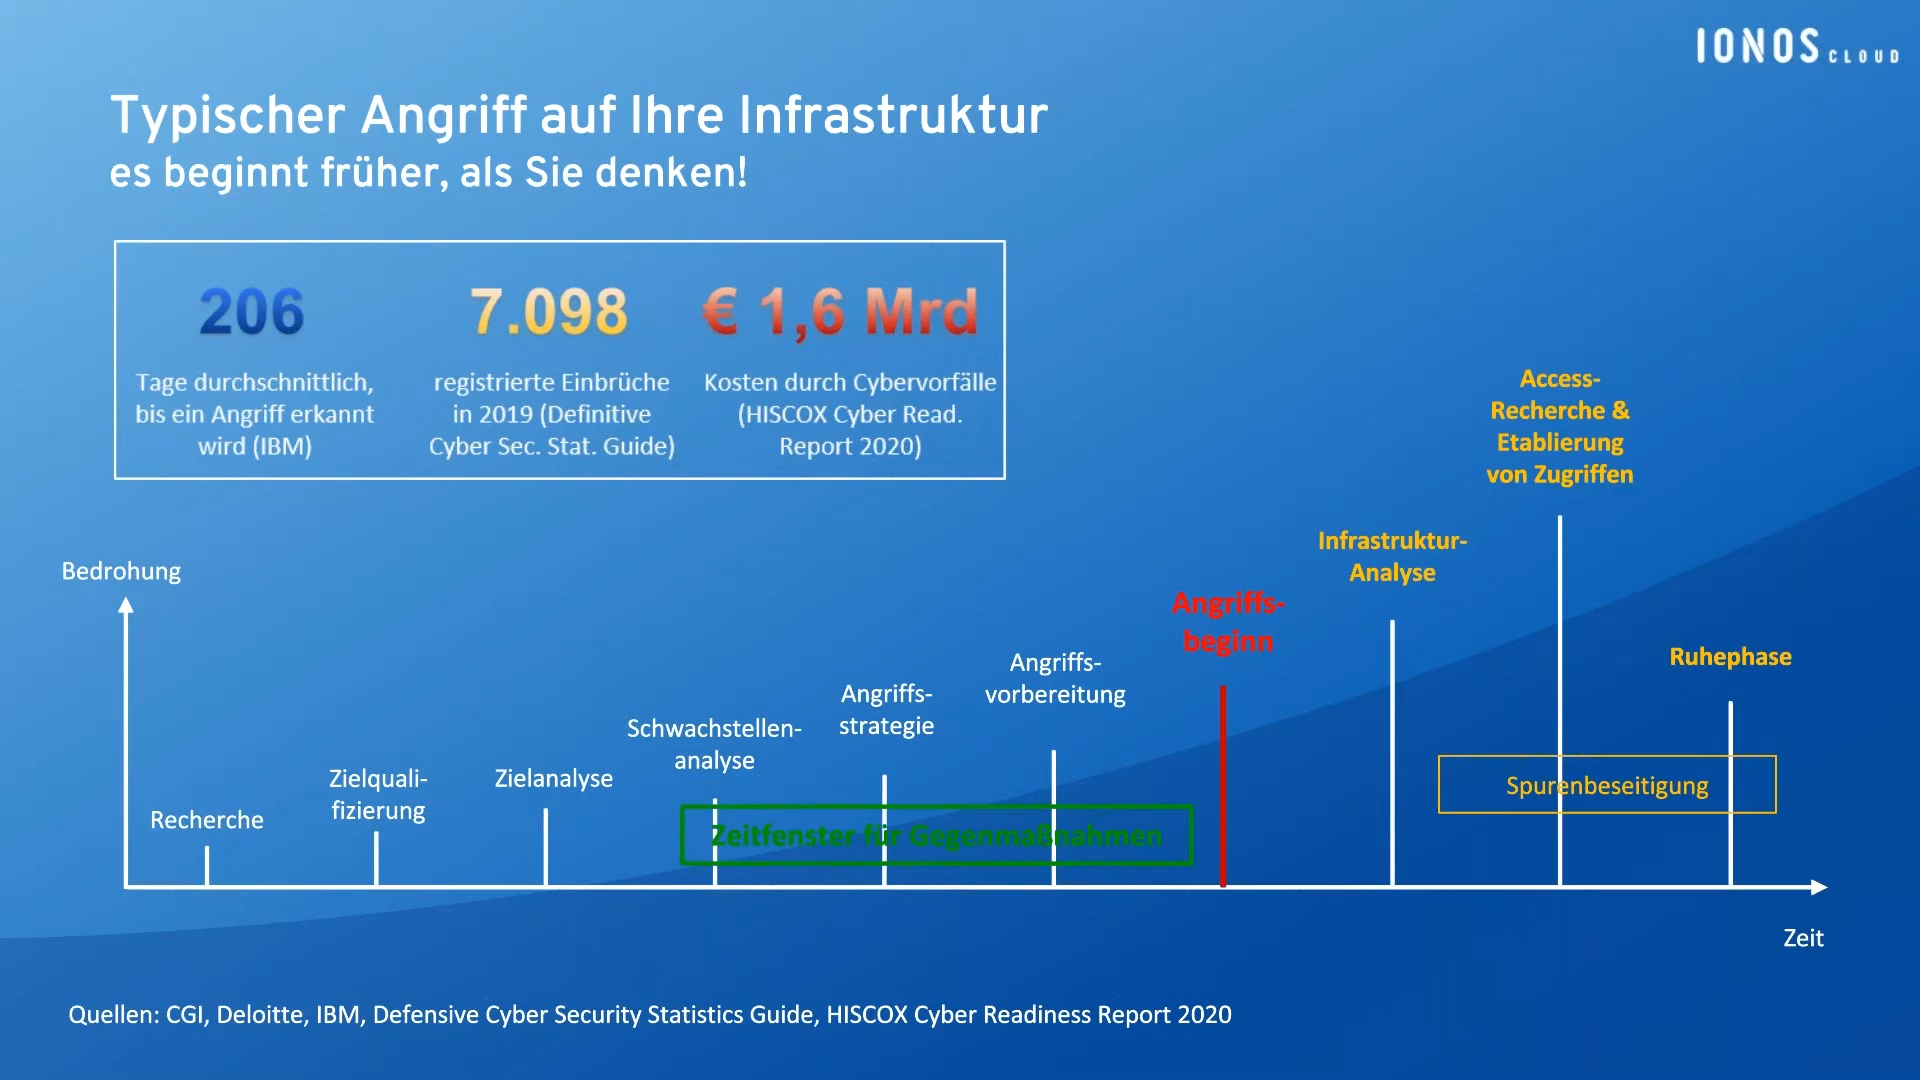 IONOS CLOUD
Typischer Angriff auf Ihre Infrastruktur
es beginnt früher, als Sie denken!
206
Tage durchschnittlich,
bis ein Angriff erkannt
wird (IBM)
7.098
registrierte Einbrüche
in 2019 (Definitive
Cyber Sec. Stat. Guide)
€ 1,6 Mrd
Kosten durch Cybervorfälle
(HISCOX Cyber Read.
Report 2020)
Bedrohung
Recherche
Zielquali-
fizierung
Zielanalyse
Schwachstellen-
analyse
Angriffs-
strategie
Angriffs-
vorbereitung
Angriffs-
beginn
Infrastruktur-
Analyse
Access-
Recherche &
Etablierung
von Zugriffen
Ruhephase
Zeitfenster für Gegenmaßnahmen
Spurenbeseitigung
Zeit
Quellen: CGI, Deloitte, IBM, Defensive Cyber Security Statistics Guide, HISCOX Cyber Readiness Report 2020